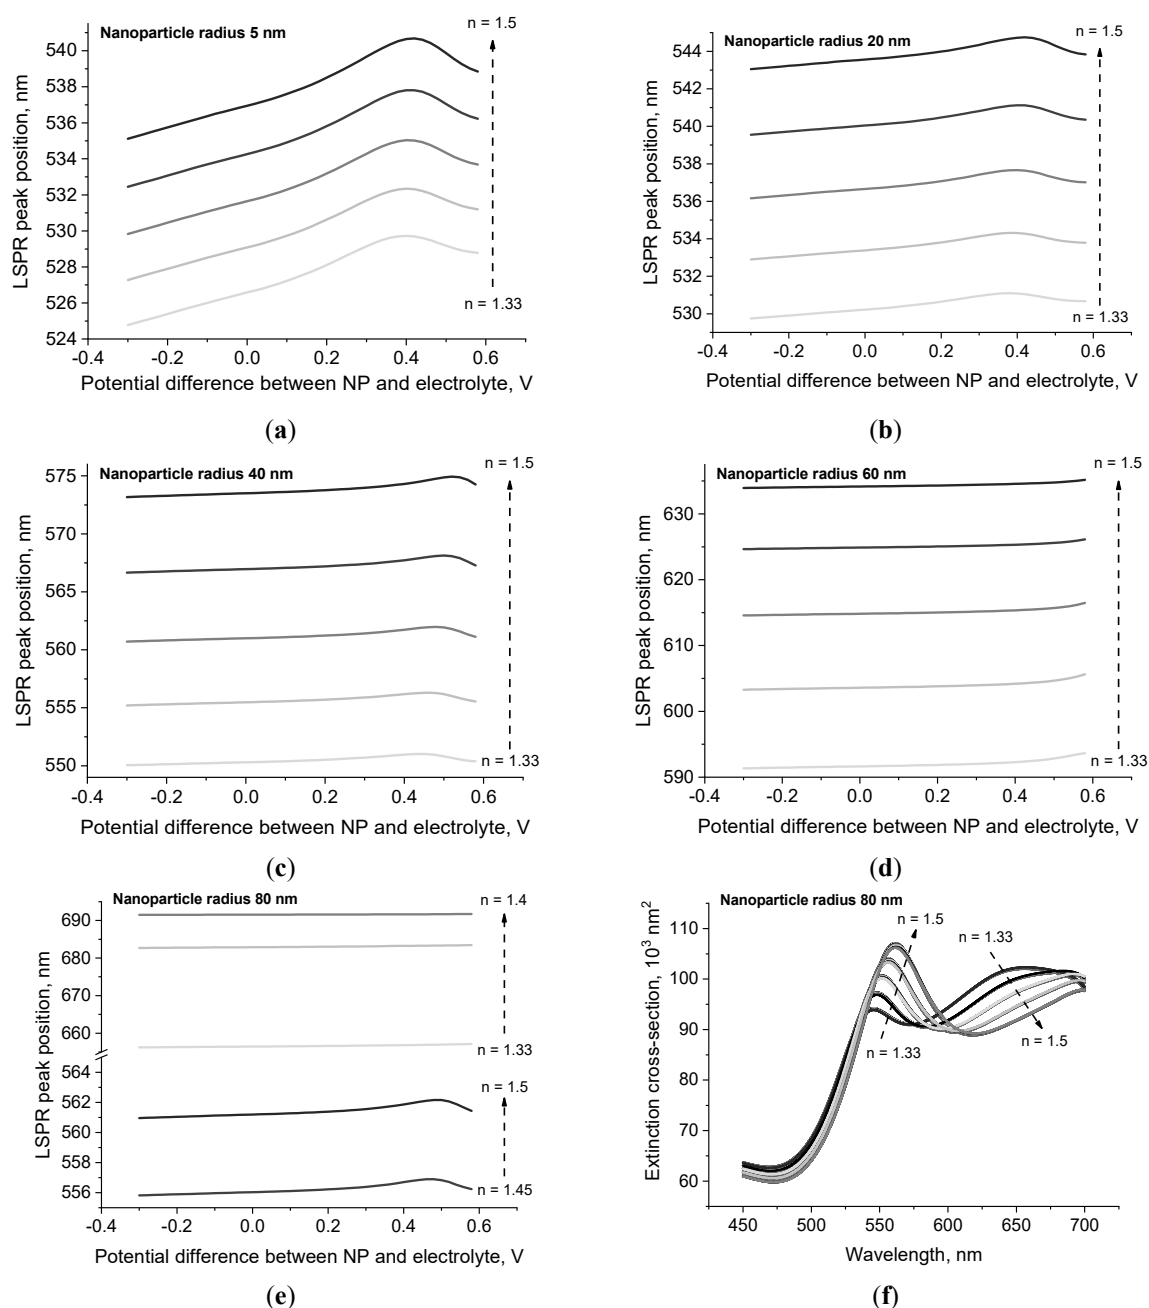 Nanoparticle radius 5 nm
n = 1.5
540
538
536
534
532
530
528
526
524
LSPR peak position, nm
n = 1.33
-0.4
-0.2
0.0
0.2
0.4
0.6
Potential difference between NP and electrolyte, V
(a)
Nanoparticle radius 20 nm
n = 1.5
544
542
540
538
536
534
532
530
LSPR peak position, nm
n = 1.33
-0.4
-0.2
0.0
0.2
0.4
0.6
Potential difference between NP and electrolyte, V
(b)
Nanoparticle radius 40 nm
n = 1.5
575
570
565
560
555
550
LSPR peak position, nm
n = 1.33
-0.4
-0.2
0.0
0.2
0.4
0.6
Potential difference between NP and electrolyte, V
(c)
Nanoparticle radius 60 nm
n = 1.5
630
620
610
600
590
LSPR peak position, nm
n = 1.33
-0.4
-0.2
0.0
0.2
0.4
0.6
Potential difference between NP and electrolyte, V
(d)
Nanoparticle radius 80 nm
n = 1.4
690
680
670
660
n = 1.33
564
562
560
558
556
n = 1.5
n = 1.45
LSPR peak position, nm
-0.4
-0.2
0.0
0.2
0.4
0.6
Potential difference between NP and electrolyte, V
(e)
Nanoparticle radius 80 nm
n = 1.5
n = 1.33
n = 1.33
n = 1.5
110
100
90
80
70
60
Extinction cross-section, 10³ nm²
450
500
550
600
650
700
Wavelength, nm
(f)